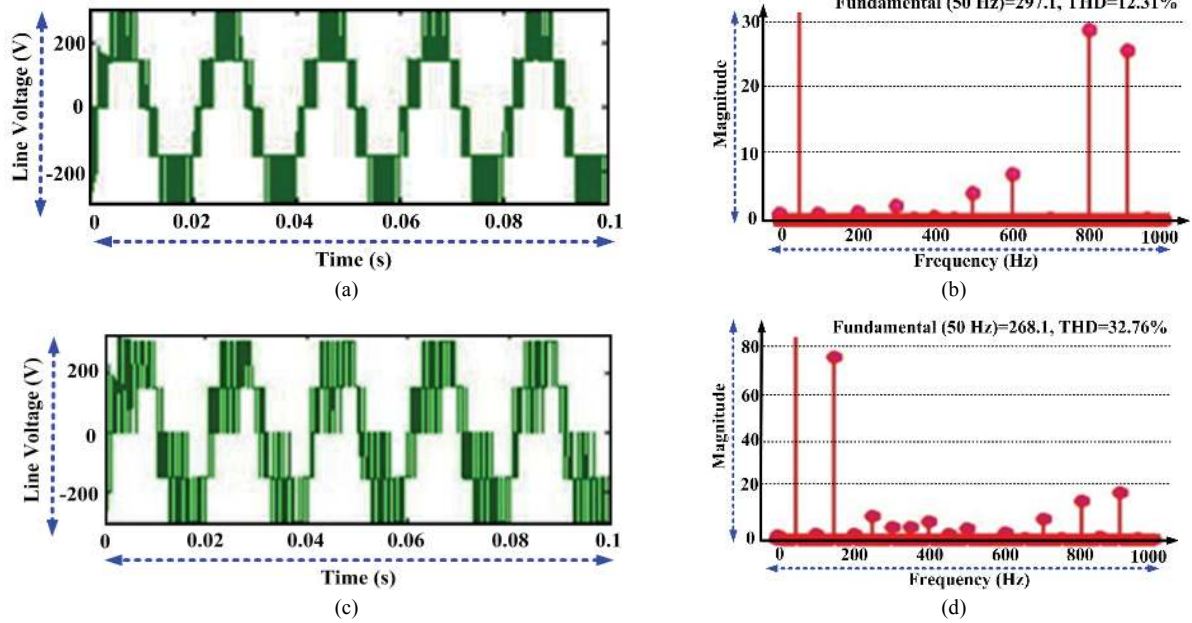 Line Voltage (V)
200
0
-200
0
0.02
0.04
0.06
0.08
0.1
Time (s)
(a)
Fundamental (50 Hz)=297.1, THD=12.31%
Magnitude
30
20
10
0
0
200
400
600
800
1000
Frequency (Hz)
(b)
Line Voltage (V)
200
0
-200
0
0.02
0.04
0.06
0.08
0.1
Time (s)
(c)
Fundamental (50 Hz)=268.1, THD=32.76%
Magnitude
80
60
40
20
0
0
200
400
600
800
1000
Frequency (Hz)
(d)